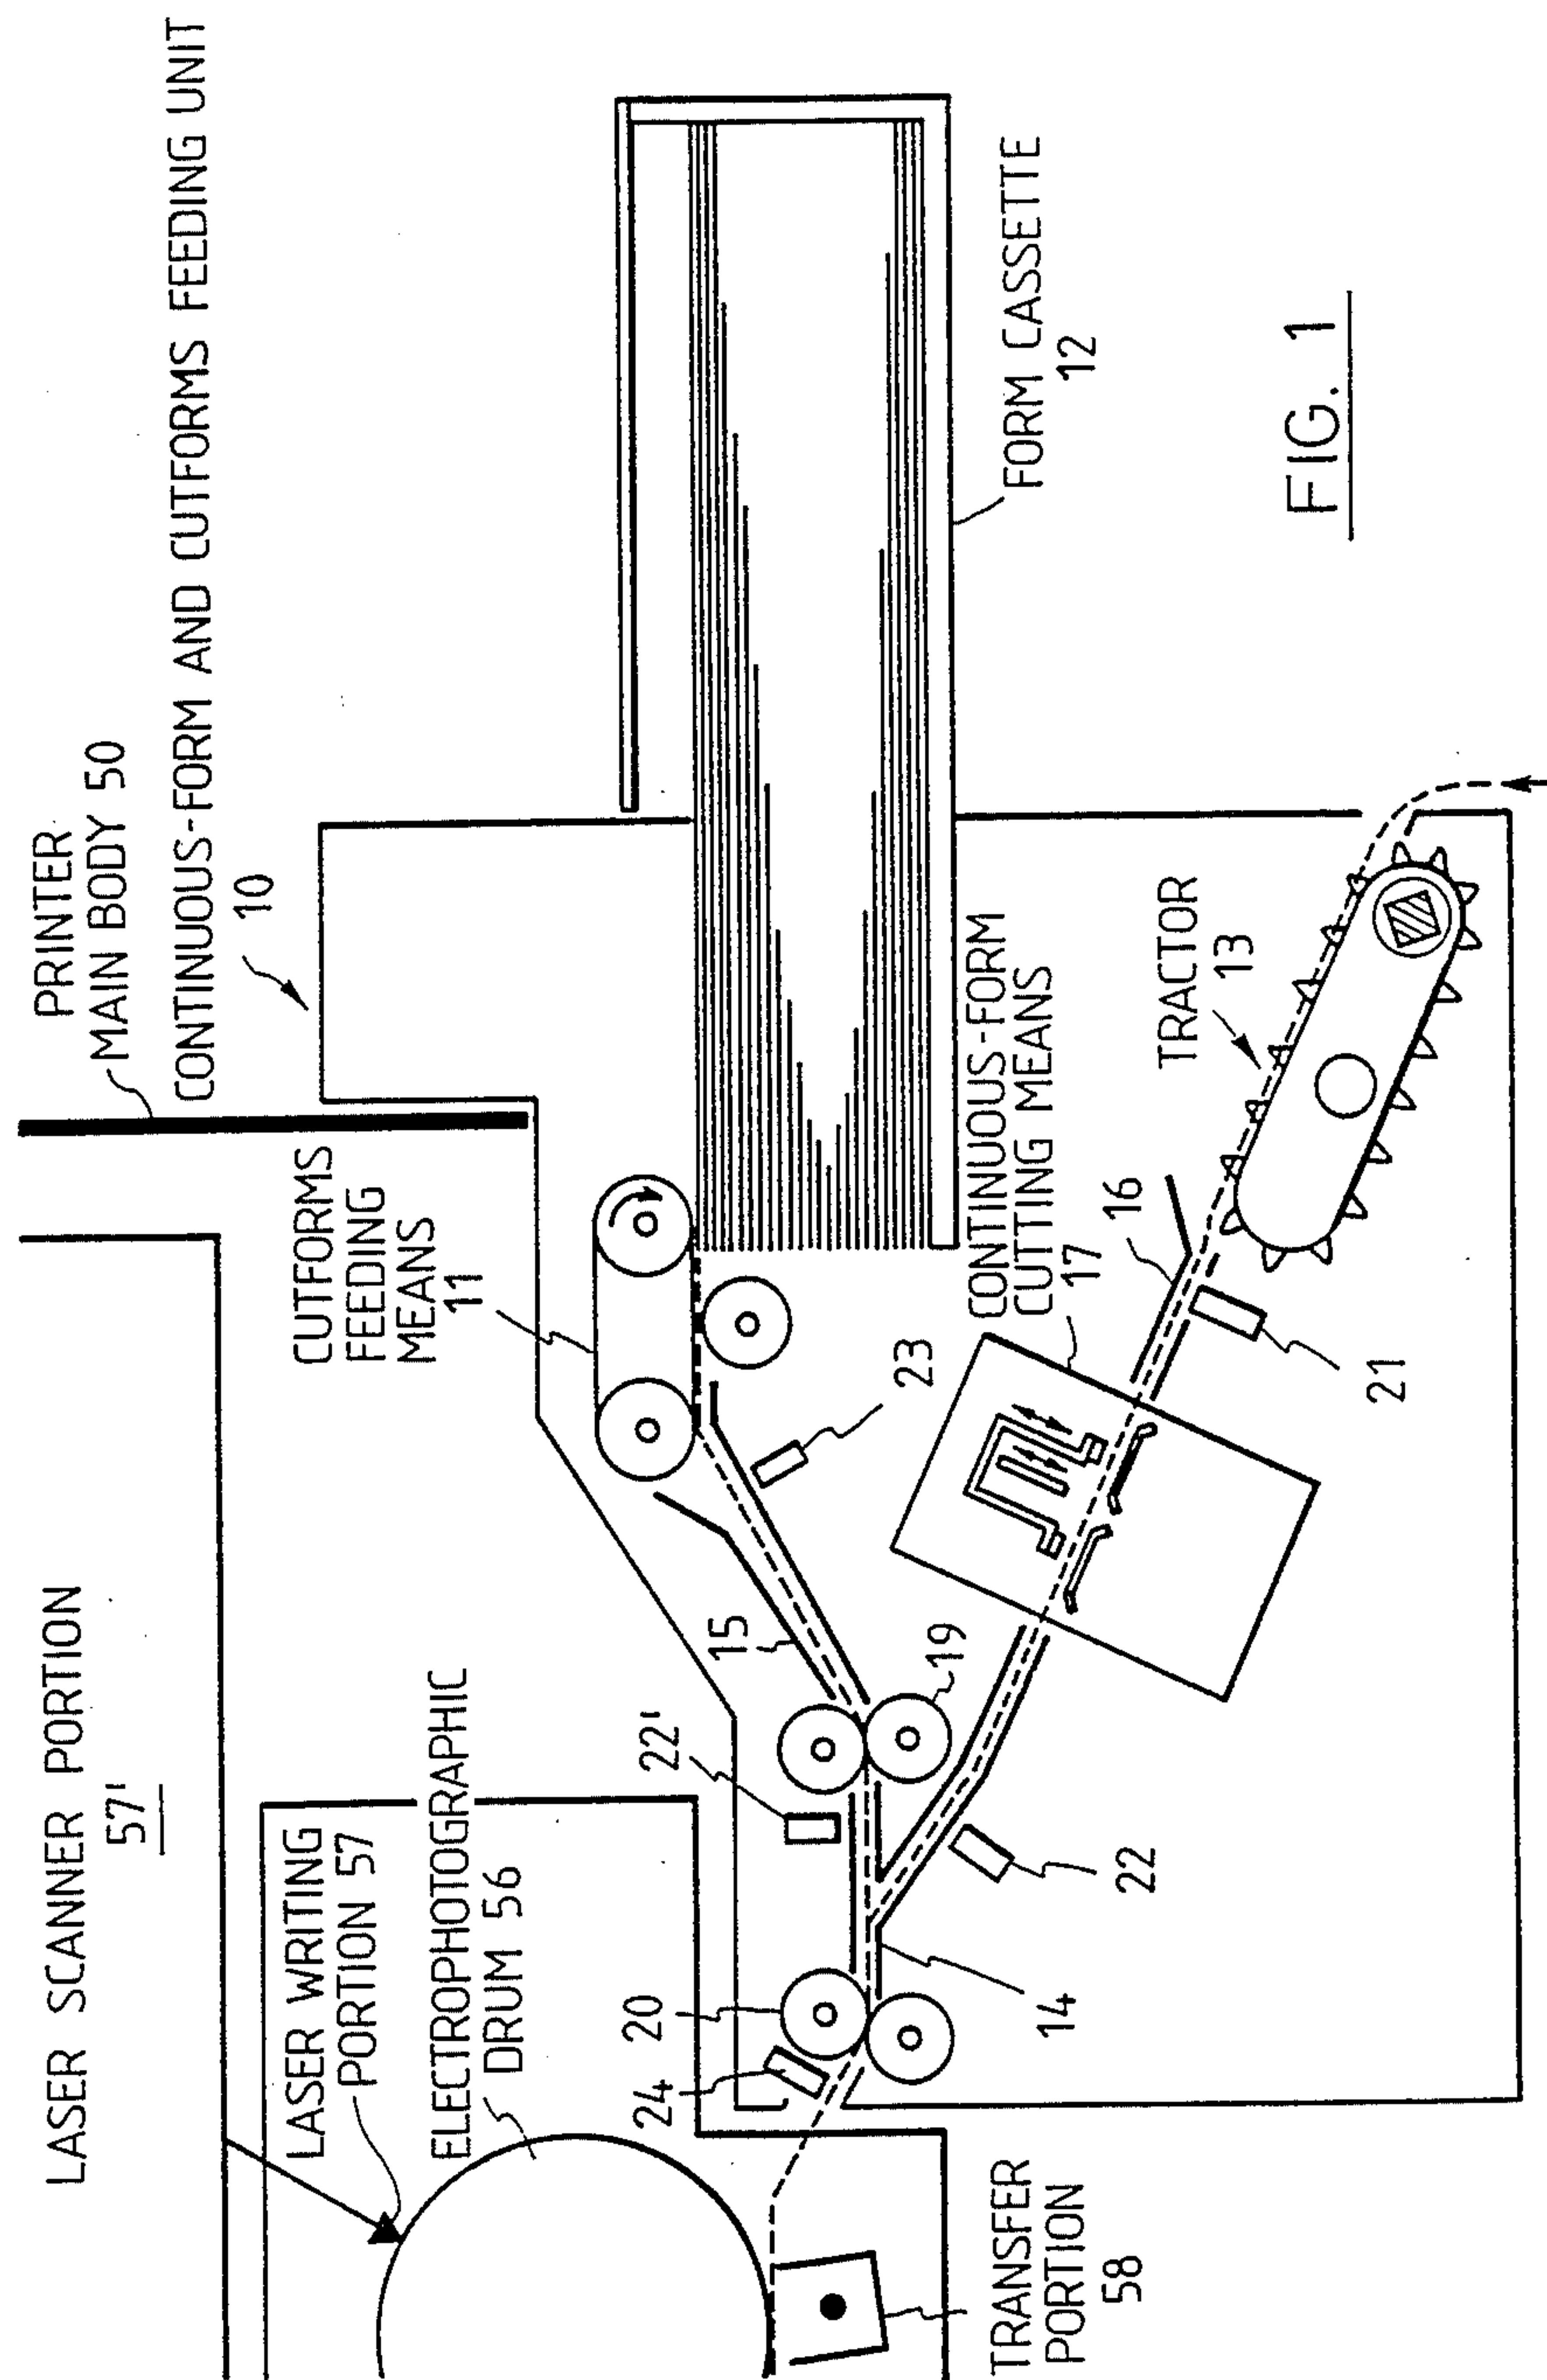 LASER SCANNER PORTION
57'
LASER WRITING
PORTION 57
ELECTROPHOTOGRAPHIC
DRUM 56
PRINTER
MAIN BODY 50
CONTINUOUS-FORM AND CUTFORMS FEEDING UNIT
10
CUTFORMS
FEEDING
MEANS
11
24
20
22'
15
23
19
14
22
TRANSFER
PORTION
58
CONTINUOUS-FORM
CUTTING MEANS
17
16
21
TRACTOR
13
FORM CASSETTE
12
FIG. 1